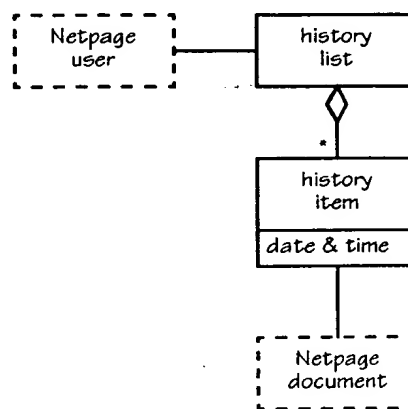 Netpage
user
history
list
*
history
item
date & time
Netpage
document